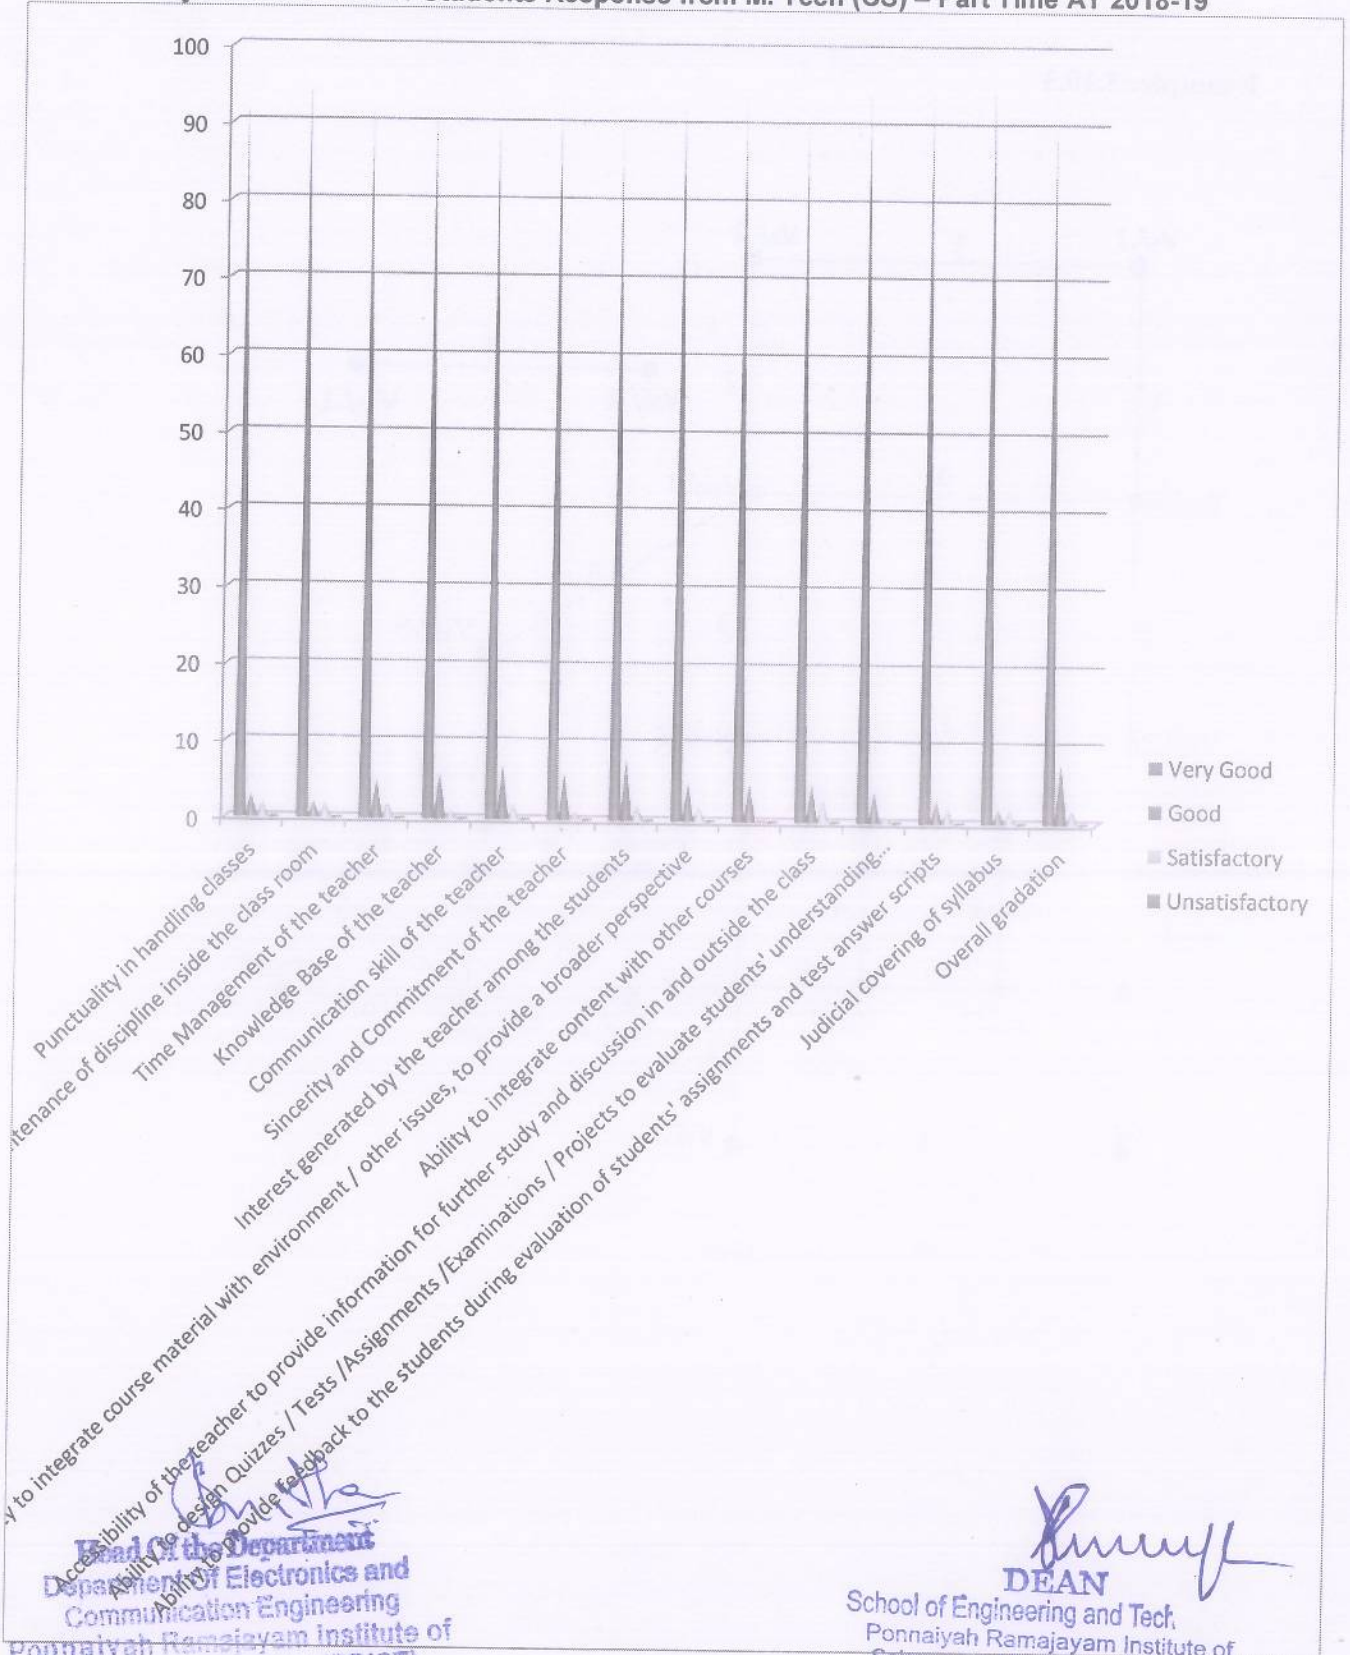 Students Response from M. Tech (CS) – Part Time AY 2018-19
100
90
80
70
60
50
40
30
20
10
0
Very Good
Good
Satisfactory
Unsatisfactory
Punctuality in handling classes
tenance of discipline inside the class room
Time Management of the teacher
Knowledge Base of the teacher
Communication skill of the teacher
Sincerity and Commitment of the teacher
Interest generated by the teacher among the students
y to integrate course material with environment / other issues, to provide a broader perspective
Ability to integrate content with other courses
Accessibility of the teacher to provide information for further study and discussion in and outside the class
Ability to design Quizzes / Tests /Assignments /Examinations / Projects to evaluate students' understanding...
Ability to provide feedback to the students during evaluation of students' assignments and test answer scripts
Judicial covering of syllabus
Overall gradation
Head Of the Department
Department Of Electronics and
Communication Engineering
Ponnaiyah Ramajayam Institute of
DEAN
School of Engineering and Tech
Ponnaiyah Ramajayam Institute of